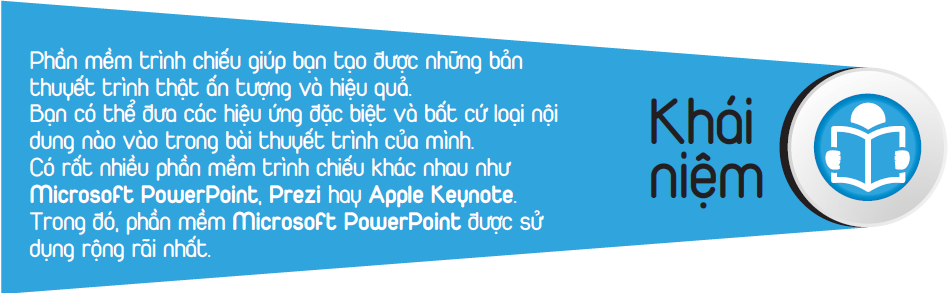 Phần mềm trình chiếu giúp bạn tạo được những bản
thuyết trình thật ấn tượng và hiệu quả.
Bạn có thể đưa các hiệu ứng đặc biệt và bất cứ loại nội
dung nào vào trong bài thuyết trình của mình.
Có rất nhiều phần mềm trình chiếu khác nhau như
Microsoft PowerPoint, Prezi hay Apple Keynote.
Trong đó, phần mềm Microsoft PowerPoint được sử
dụng rộng rãi nhất.
Khái
niệm